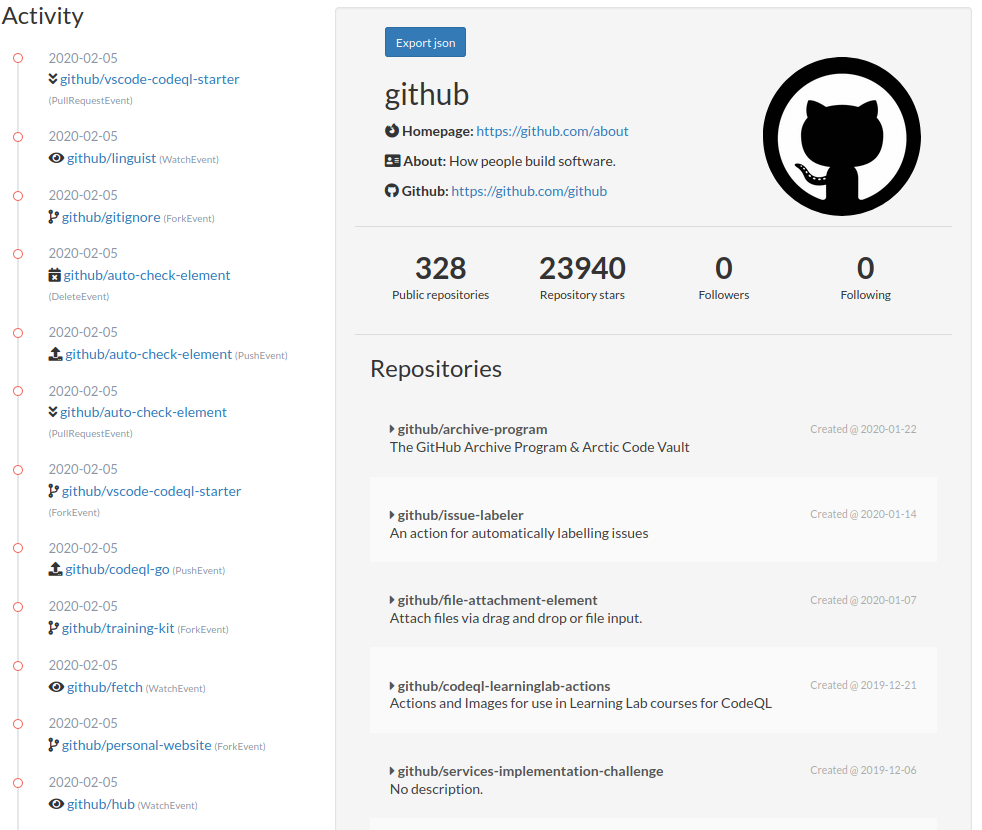 Activity
2020-02-05
github/vscode-codeql-starter
(PullRequestEvent)
2020-02-05
github/linguist (WatchEvent)
2020-02-05
github/gitignore (ForkEvent)
2020-02-05
github/auto-check-element
(DeleteEvent)
2020-02-05
github/auto-check-element (PushEvent)
2020-02-05
github/auto-check-element
(PullRequestEvent)
2020-02-05
github/vscode-codeql-starter
(ForkEvent)
2020-02-05
github/codeql-go (PushEvent)
2020-02-05
github/training-kit (ForkEvent)
2020-02-05
github/fetch (WatchEvent)
2020-02-05
github/personal-website (ForkEvent)
2020-02-05
github/hub (WatchEvent)
Export json
github
Homepage: https://github.com/about
About: How people build software.
Github: https://github.com/github
328 23940 0 0
Public repositories Repository stars Followers Following
Repositories
github/archive-program Created @ 2020-01-22
The GitHub Archive Program & Arctic Code Vault
github/issue-labeler Created @ 2020-01-14
An action for automatically labelling issues
github/file-attachment-element Created @ 2020-01-07
Attach files via drag and drop or file input.
github/codeql-learninglab-actions Created @ 2019-12-21
Actions and Images for use in Learning Lab courses for CodeQL
github/services-implementation-challenge Created @ 2019-12-06
No description.